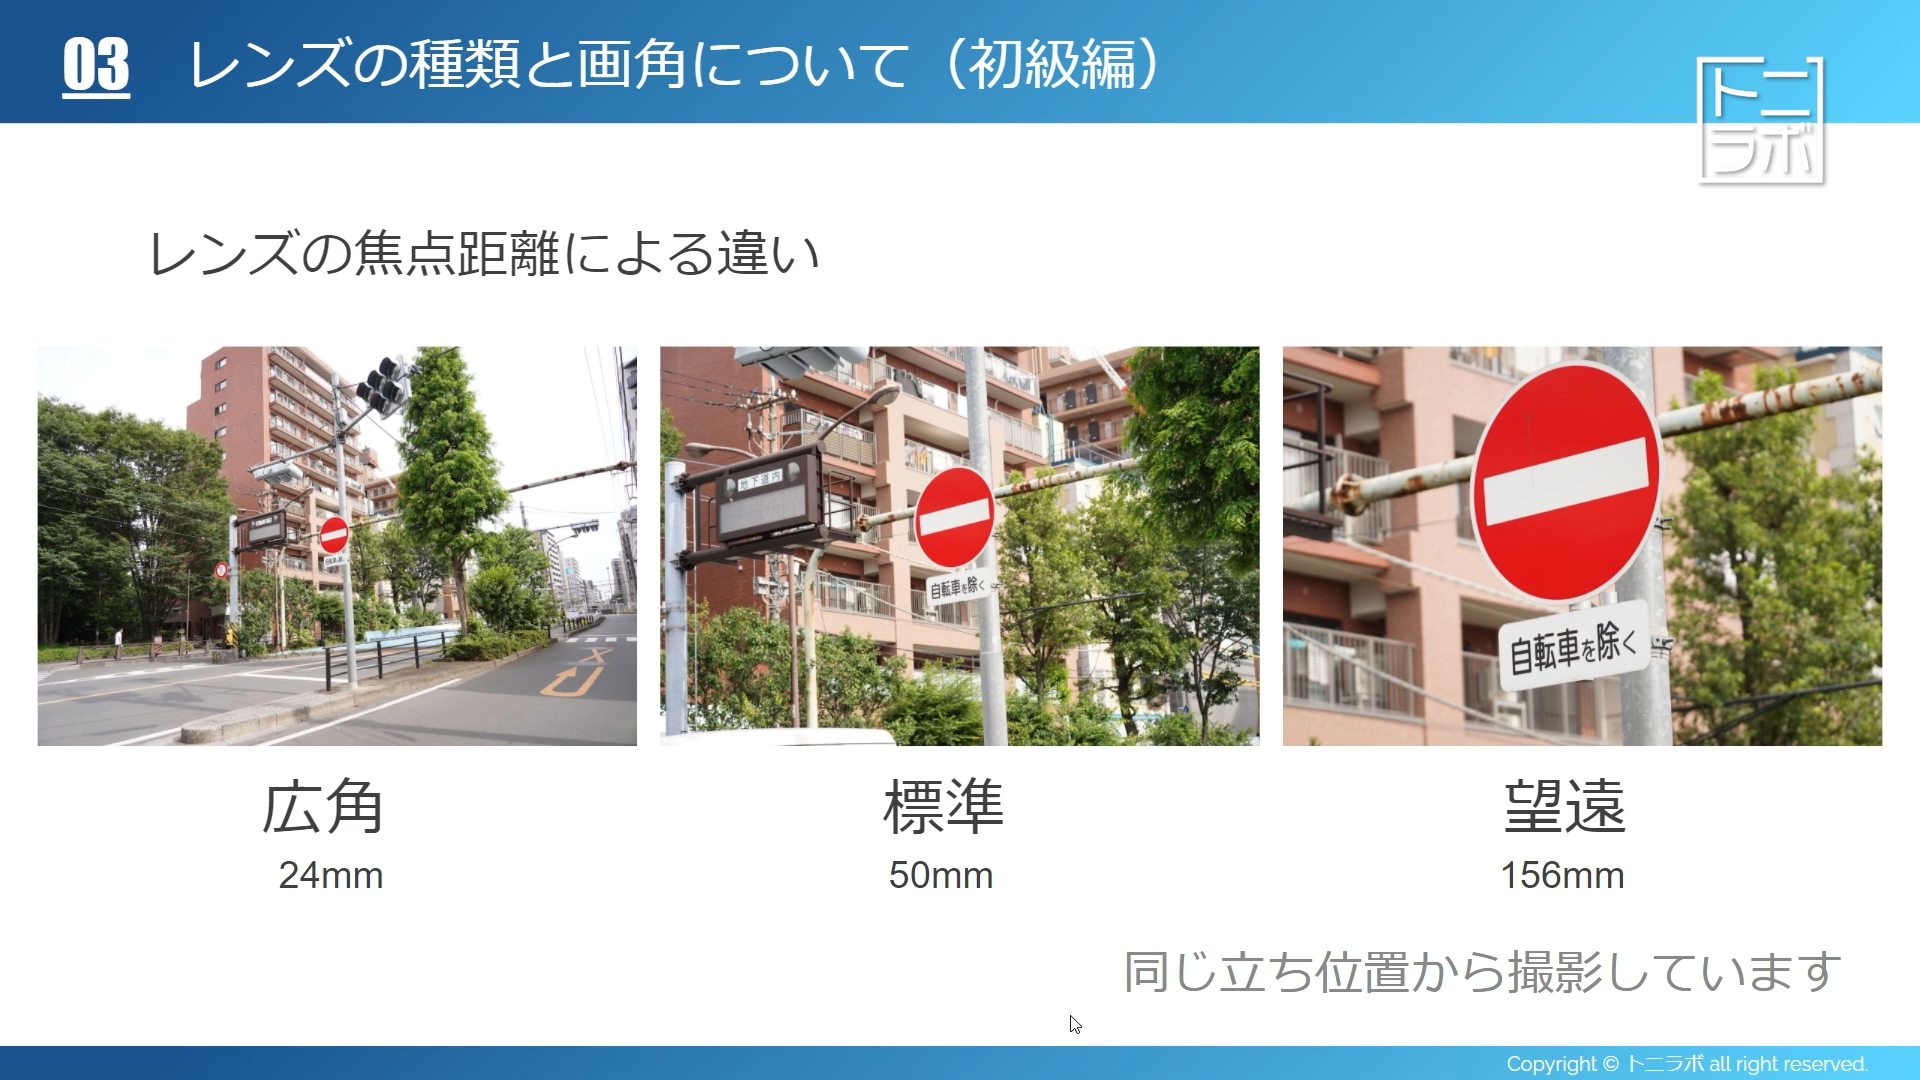 03 レンズの種類と画角について（初級編）
トニ
ラボ
レンズの焦点距離による違い
地下道内
自転車を除く
自転車を除く
広角
標準
望遠
24mm
50mm
156mm
同じ立ち位置から撮影しています
Copyright © トニラボ all right reserved.